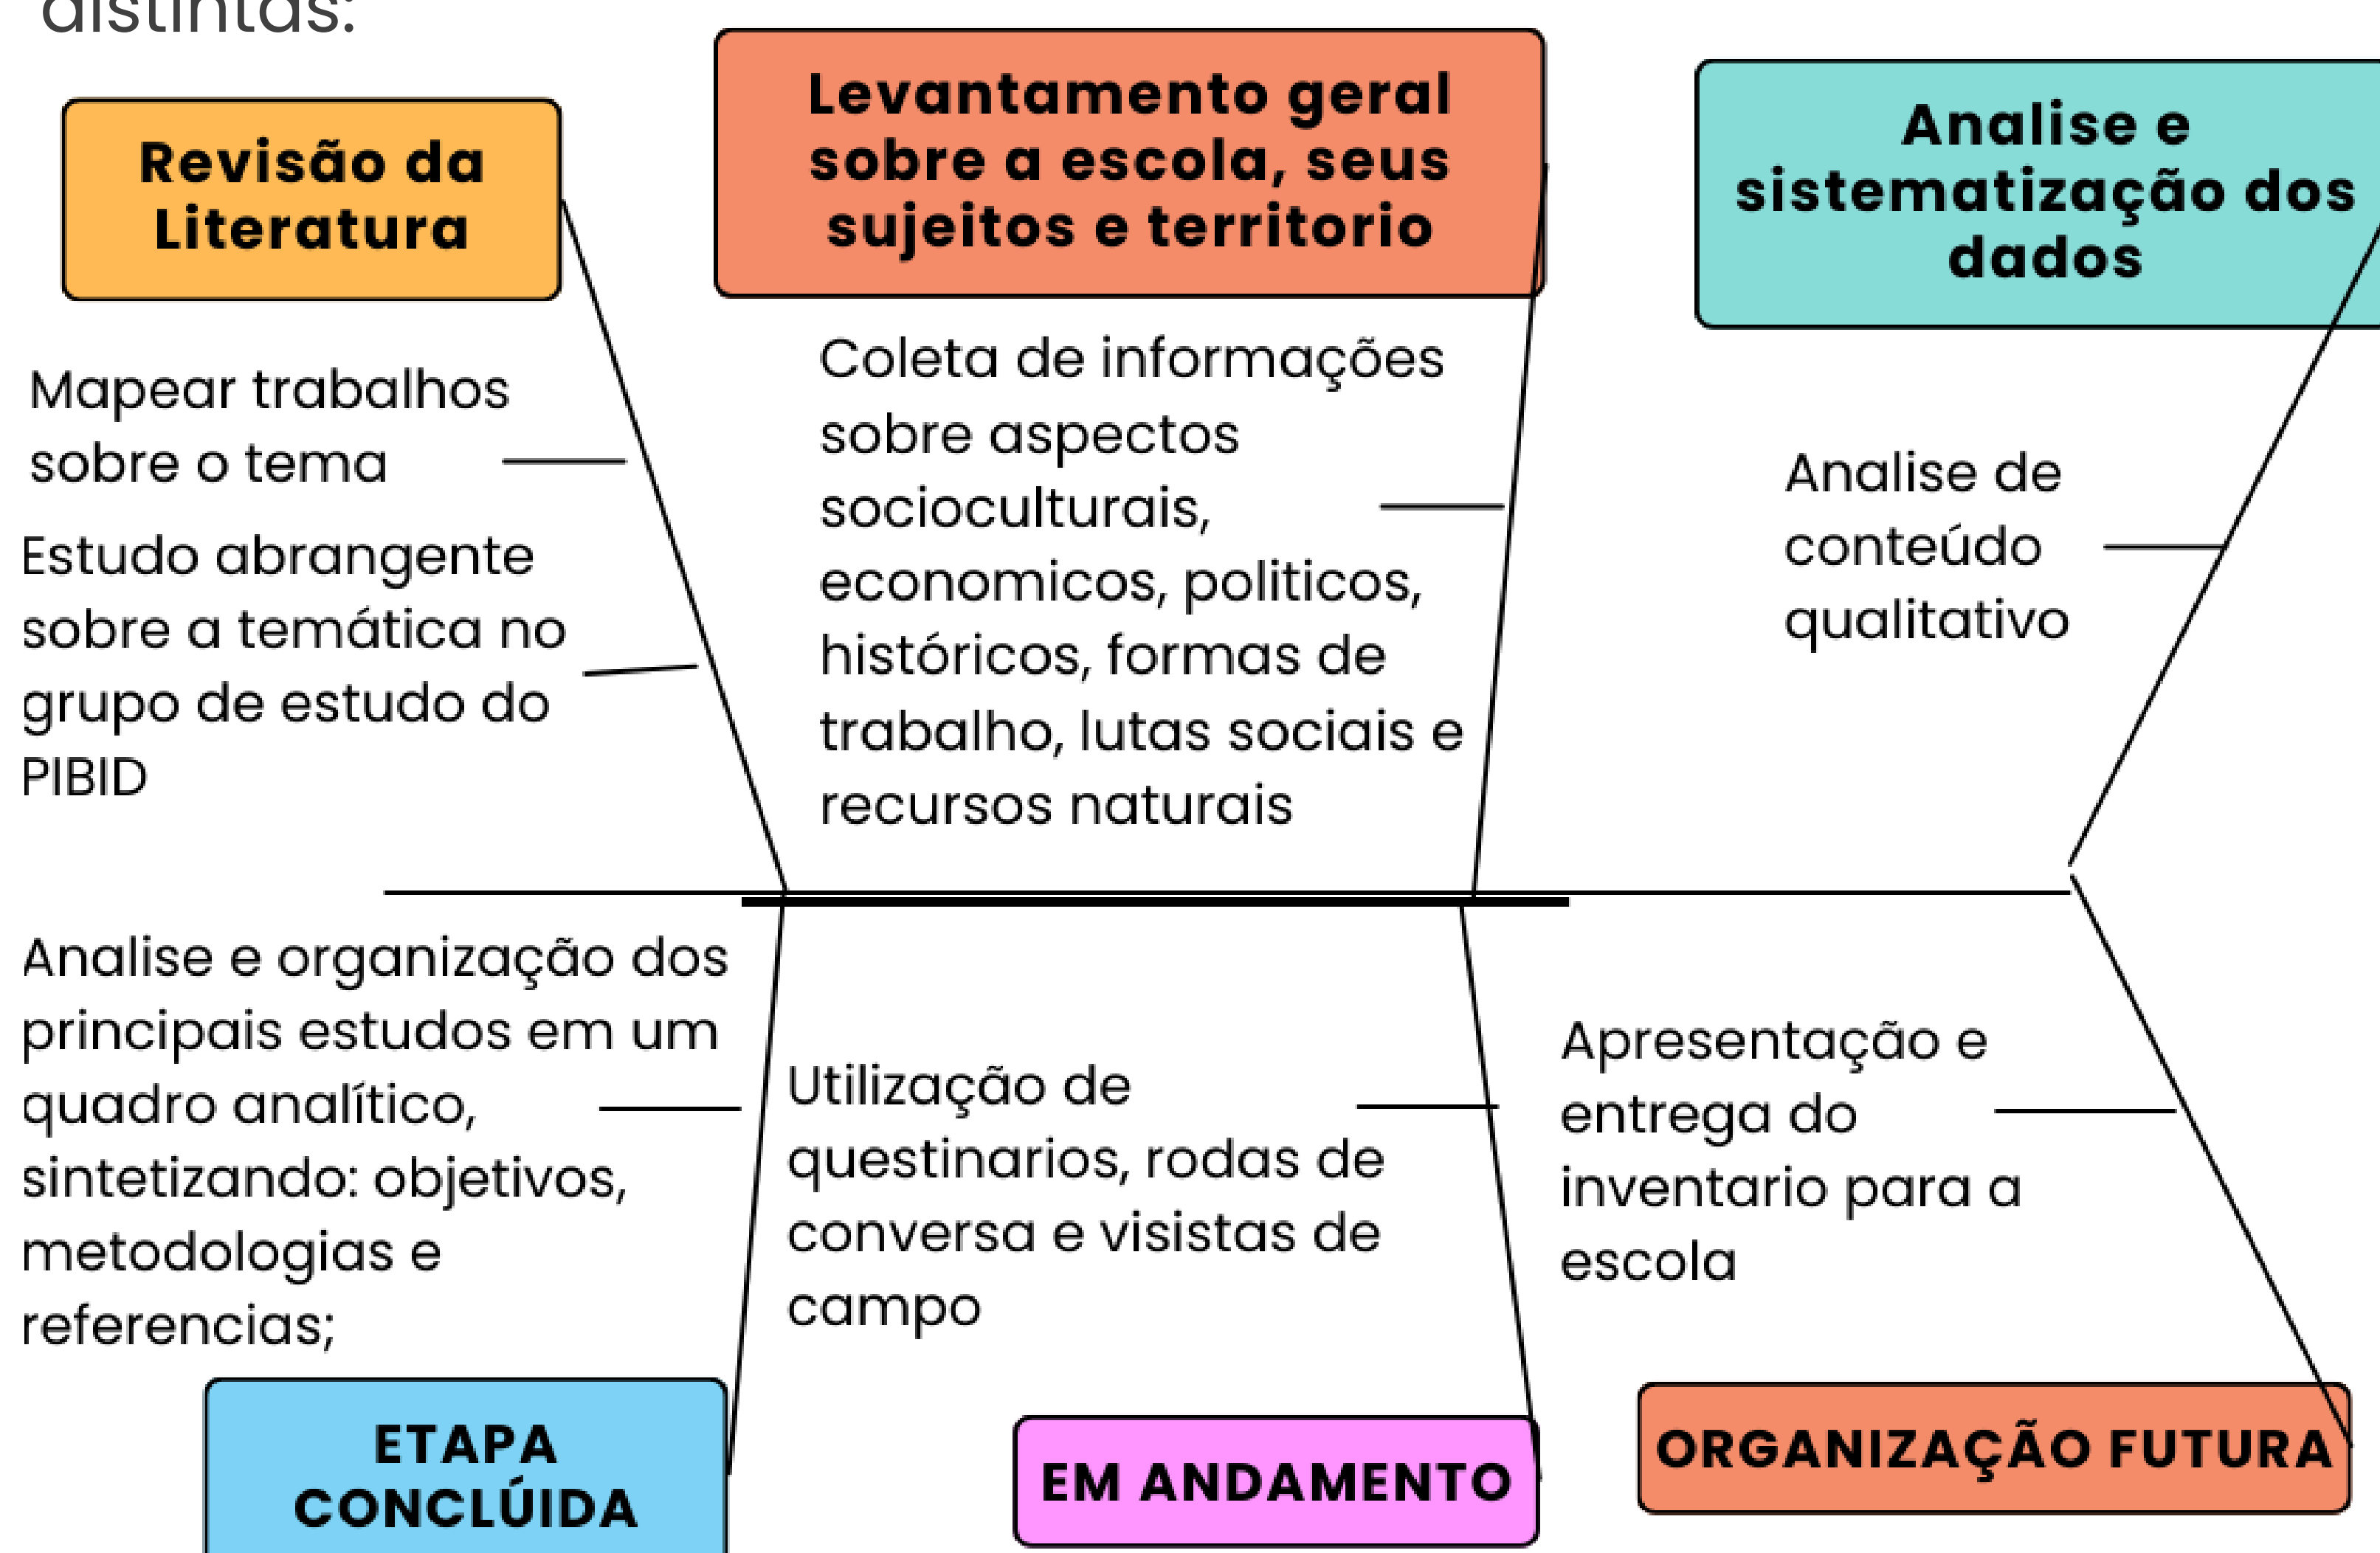 distintas:
Revisão da
Literatura
Mapear trabalhos
sobre o tema
Estudo abrangente
sobre a temática no
grupo de estudo do
PIBID
Levantamento geral
sobre a escola, seus
sujeitos e territorio
Coleta de informações
sobre aspectos
socioculturais,
economicos, politicos,
históricos, formas de
trabalho, lutas sociais e
recursos naturais
Analise e
sistematização dos
dados
Analise de
conteúdo
qualitativo
Analise e organização dos
principais estudos em um
quadro analítico,
sintetizando: objetivos,
metodologias e
referencias;
ETAPA
CONCLÚIDA
Utilização de
questinarios, rodas de
conversa e visistas de
campo
EM ANDAMENTO
Apresentação e
entrega do
inventario para a
escola
ORGANIZAÇÃO FUTURA